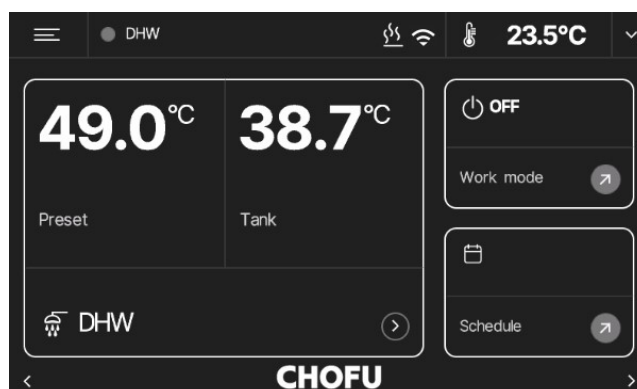 DHW
23.5°C
49.0°C
38.7°C
Preset
Tank
DHW
OFF
Work mode
Schedule
CHOFU